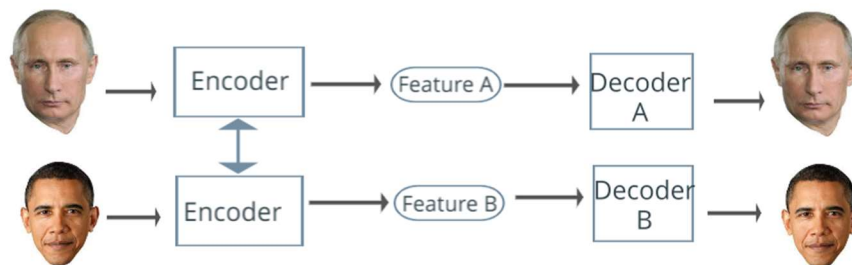 Encoder
Feature A
Decoder
A
Encoder
Feature B
Decoder
B